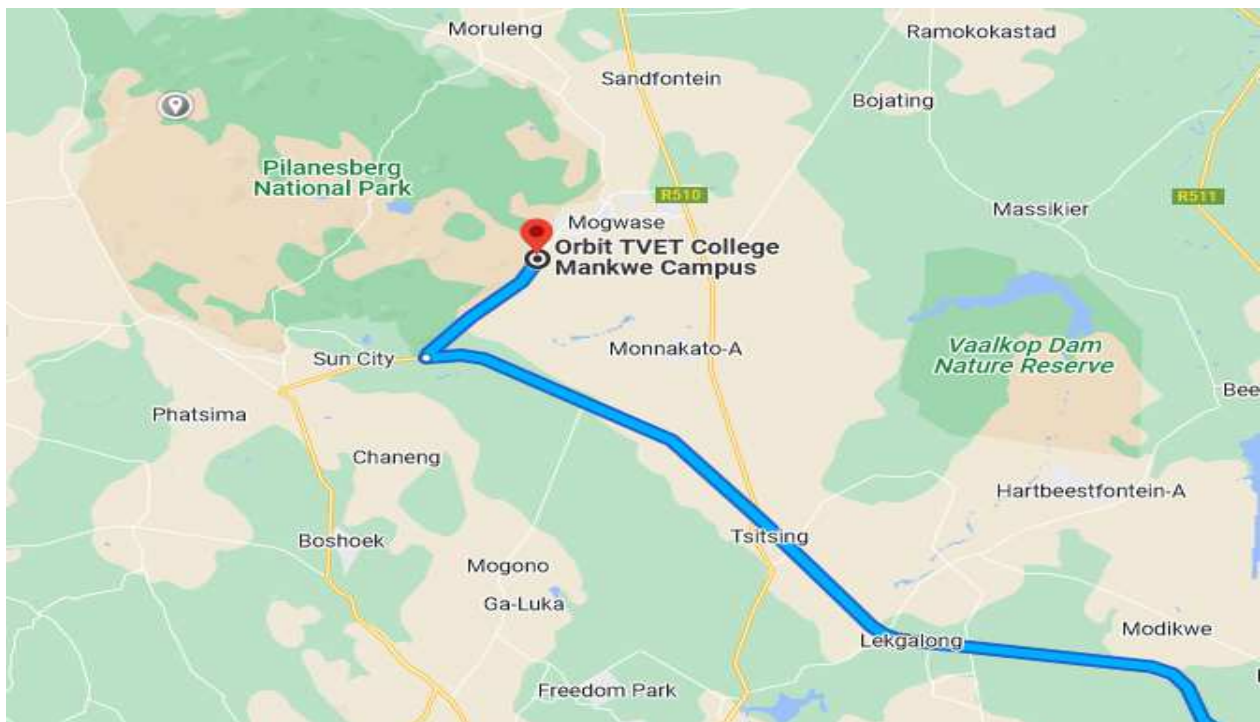 Moruleng
Ramokokastad
Sandfontein
Bojating
Pilanesberg
National Park
R510
R511
Massikier
Mogwase
Orbit TVET College
Mankwe Campus
Sun City
Monnakato-A
Vaalkop Dam
Nature Reserve
Bee
Phatsima
Chaneng
Hartbeestfontein-A
Boshoek
Tsitsing
Mogono
Ga-Luka
Lekgalong
Modikwe
Freedom Park